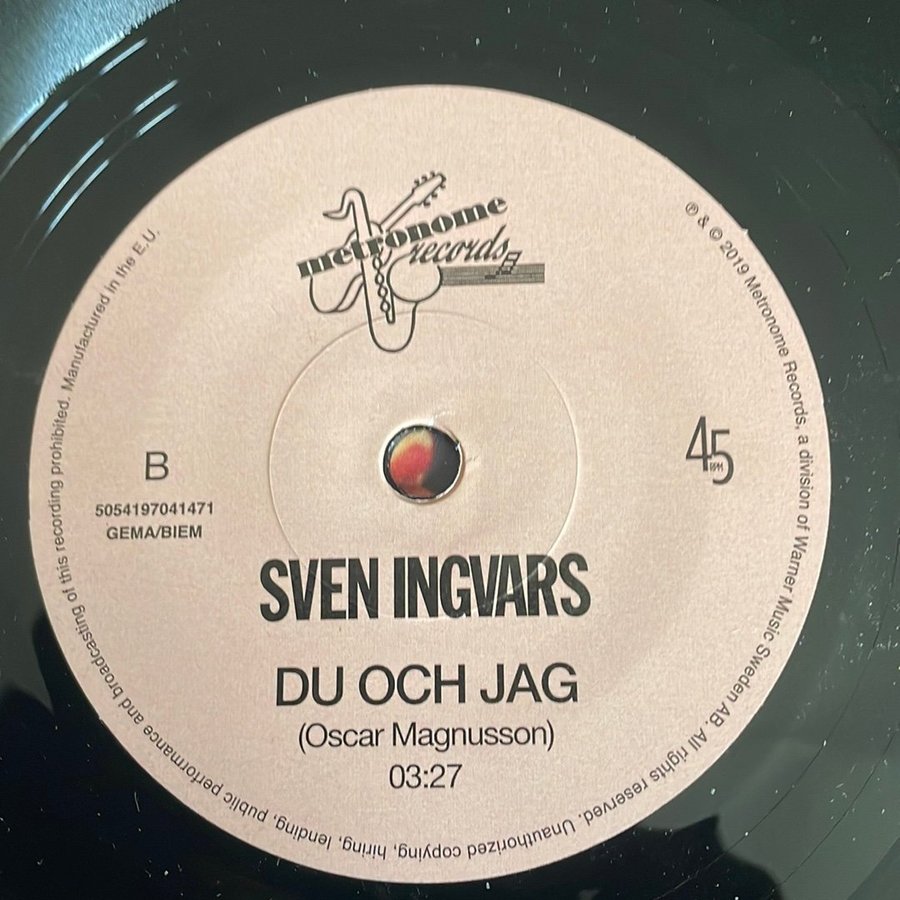 metronome
records
B
5054197041471
GEMA/BIEM
45
RPM
SVEN INGVARS
DU OCH JAG
(Oscar Magnusson)
03:27
℗ & © 2019 Metronome Records, a division of Warner Music Sweden AB. All rights reserved. Unauthorized copying, hiring, lending, public performance and broadcasting of this recording prohibited. Manufactured in the E.U.